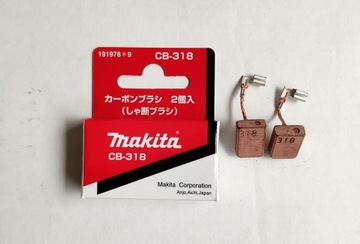 191978-9
CB-318
カーボンブラシ 2個入
(しゃ断ブラシ)
makita
CB-318
Makita Corporation
Anjo,Aichi,Japan
318
318